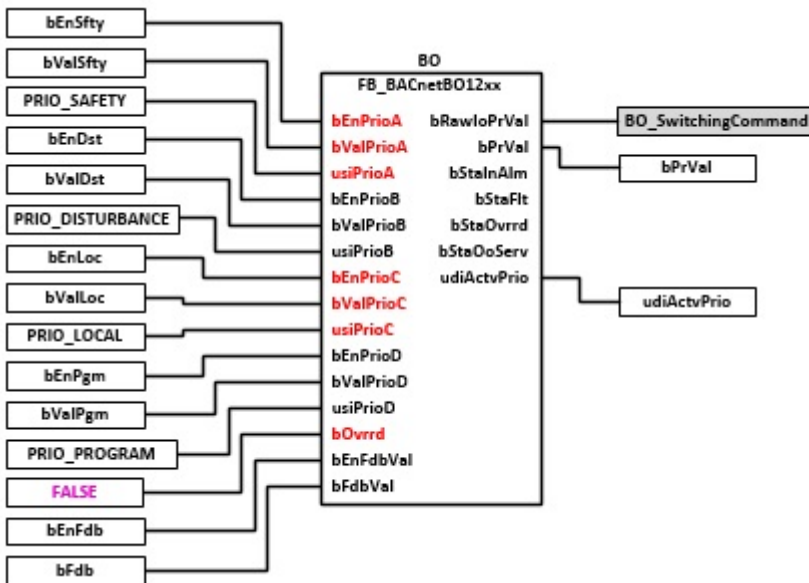 bEnSfty
bValSfty
PRIO_SAFETY
bEnDst
bValDst
PRIO_DISTURBANCE
bEnLoc
bValLoc
PRIO_LOCAL
bEnPgm
bValPgm
PRIO_PROGRAM
FALSE
bEnFdb
bFdb
BO
FB_BACnetBO12xx
bEnPrioA bRawIoPrVal
bValPrioA bPrVal
usiPrioA bStaInAlm
bEnPrioB bStaFlt
bValPrioB bStaOvrrd
usiPrioB bStaOoServ
bEnPrioC udiActvPrio
bValPrioC
usiPrioC
bEnPrioD
bValPrioD
usiPrioD
bOvrrd
bEnFdbVal
bFdbVal
BO_SwitchingCommand
bPrVal
udiActvPrio